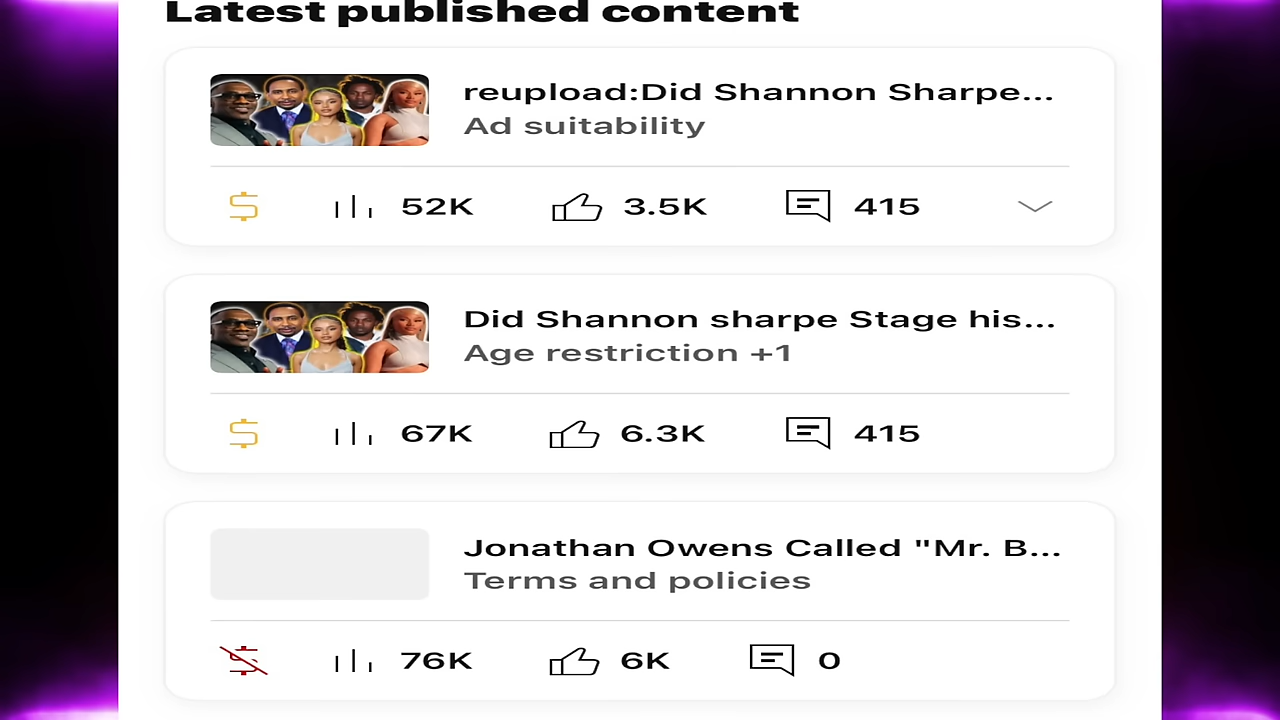 Latest published content
reupload:Did Shannon Sharpe...
Ad suitability
52K 3.5K 415
Did Shannon sharpe Stage his...
Age restriction +1
67K 6.3K 415
Jonathan Owens Called "Mr. B...
Terms and policies
76K 6K 0